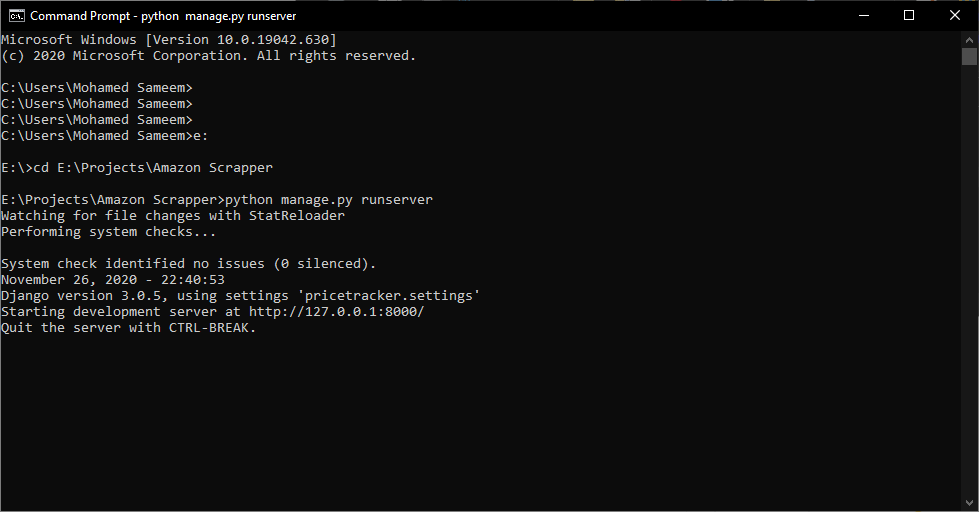 Command Prompt - python  manage.py runserver
Microsoft Windows [Version 10.0.19042.630]
(c) 2020 Microsoft Corporation. All rights reserved.
C:\Users\Mohamed Sameem>
C:\Users\Mohamed Sameem>
C:\Users\Mohamed Sameem>
C:\Users\Mohamed Sameem>e:
E:\>cd E:\Projects\Amazon Scrapper
E:\Projects\Amazon Scrapper>python manage.py runserver
Watching for file changes with StatReloader
Performing system checks...
System check identified no issues (0 silenced).
November 26, 2020 - 22:40:53
Django version 3.0.5, using settings 'pricetracker.settings'
Starting development server at http://127.0.0.1:8000/
Quit the server with CTRL-BREAK.